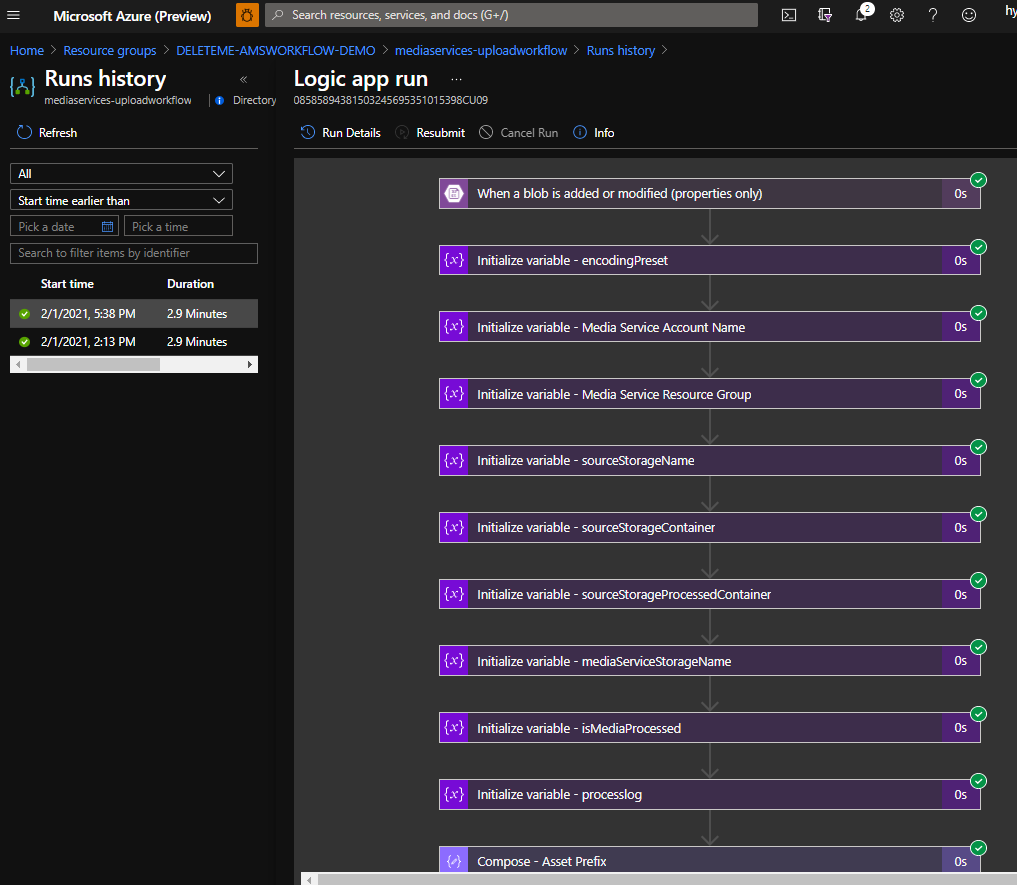 Microsoft Azure (Preview)
Search resources, services, and docs (G+/)
2
hy
Home > Resource groups > DELETEME-AMSWORKFLOW-DEMO > mediaservices-uploadworkflow > Runs history >
Runs history
«
mediaservices-uploadworkflow
Directory
Refresh
All
Start time earlier than
Pick a date
Pick a time
Search to filter items by identifier
Start time Duration
2/1/2021, 5:38 PM 2.9 Minutes
2/1/2021, 2:13 PM 2.9 Minutes
Logic app run ...
08585894381503245695351015398CU09
Run Details
Resubmit
Cancel Run
Info
When a blob is added or modified (properties only) 0s
{x} Initialize variable - encodingPreset 0s
{x} Initialize variable - Media Service Account Name 0s
{x} Initialize variable - Media Service Resource Group 0s
{x} Initialize variable - sourceStorageName 0s
{x} Initialize variable - sourceStorageContainer 0s
{x} Initialize variable - sourceStorageProcessedContainer 0s
{x} Initialize variable - mediaServiceStorageName 0s
{x} Initialize variable - isMediaProcessed 0s
{x} Initialize variable - processlog 0s
Compose - Asset Prefix 0s